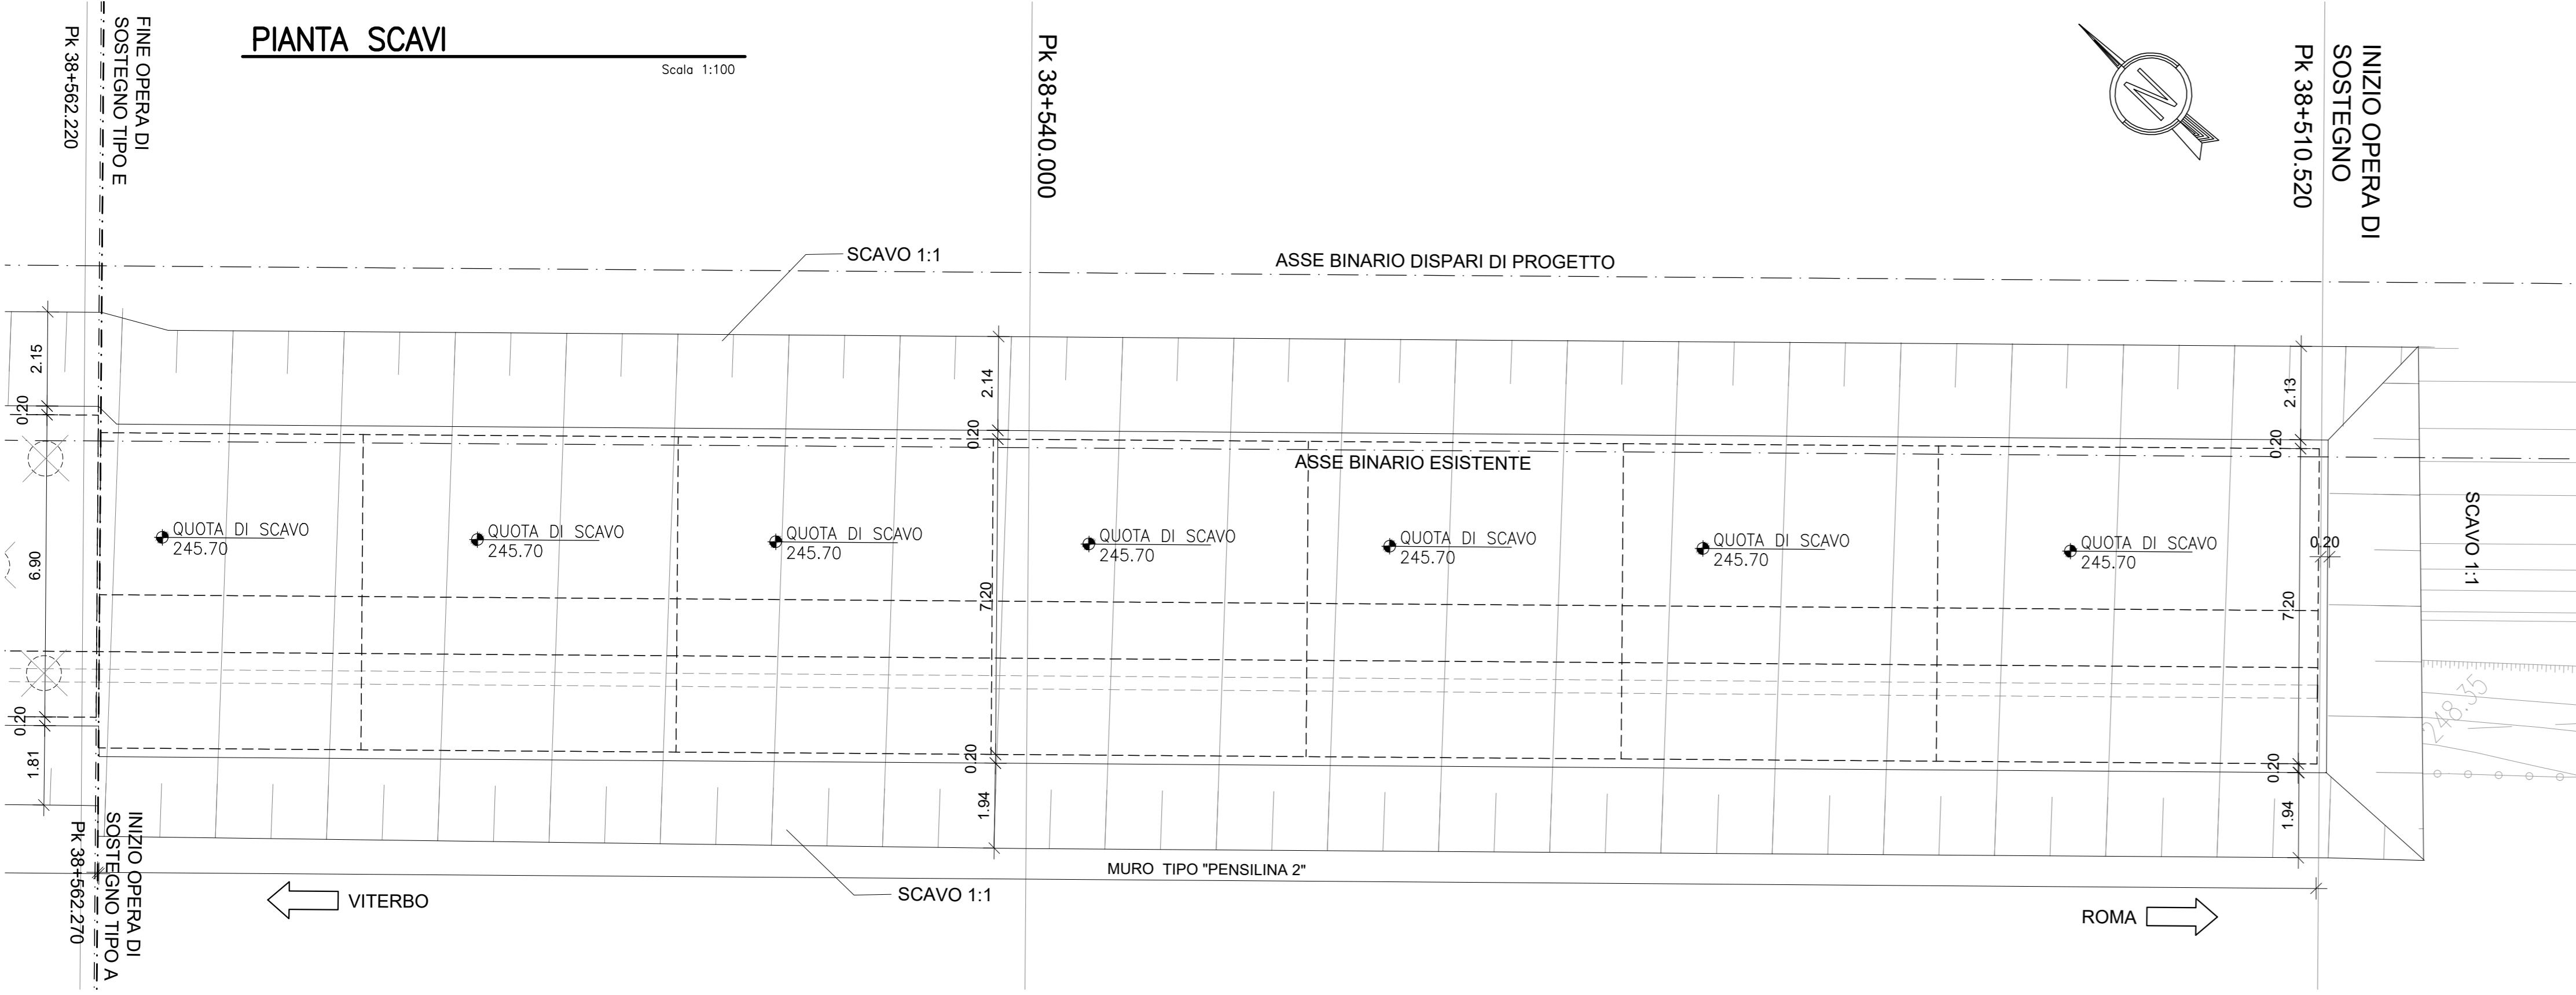 PIANTA SCAVI
Scala 1:100
FINE OPERA DI
SOSTEGNO TIPO E
Pk 38+562.220
Pk 38+540.000
N
INIZIO OPERA DI
SOSTEGNO
Pk 38+510.520
SCAVO 1:1
ASSE BINARIO DISPARI DI PROGETTO
2.15
0.20
6.90
0.20
1.81
2.14
0.20
7.20
0.20
1.94
2.13
0.20
7.20
0.20
1.94
0.20
ASSE BINARIO ESISTENTE
QUOTA DI SCAVO
245.70
QUOTA DI SCAVO
245.70
QUOTA DI SCAVO
245.70
QUOTA DI SCAVO
245.70
QUOTA DI SCAVO
245.70
QUOTA DI SCAVO
245.70
QUOTA DI SCAVO
245.70
SCAVO 1:1
248.35
INIZIO OPERA DI
SOSTEGNO TIPO A
Pk 38+562.270
MURO TIPO "PENSILINA 2"
SCAVO 1:1
VITERBO
ROMA